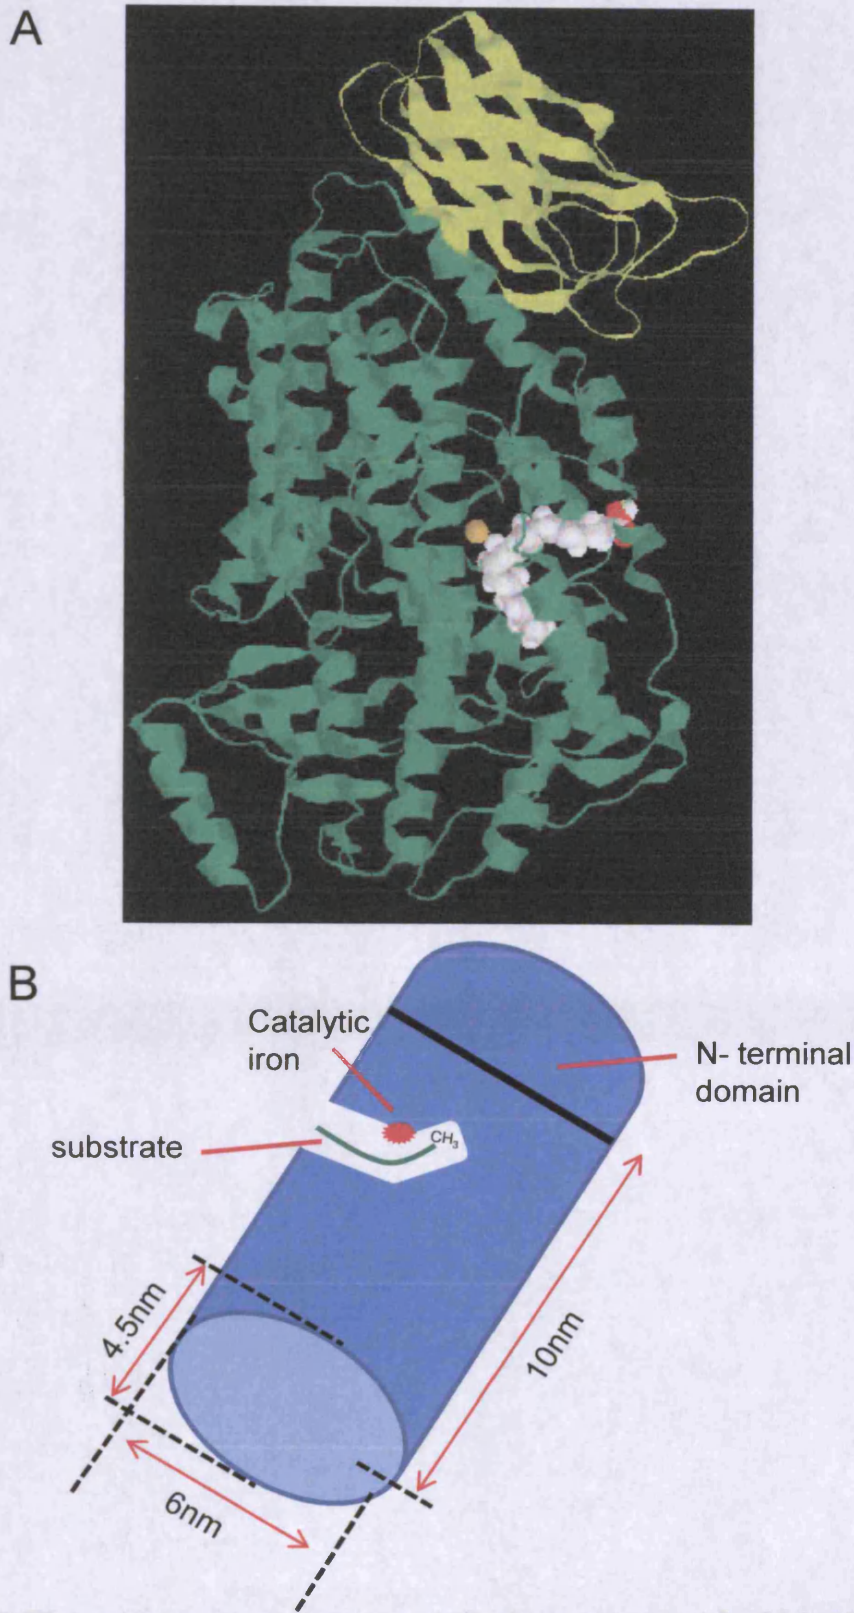 A
B
Catalytic
iron
N- terminal
domain
substrate
CH3
4.5nm
10nm
6nm